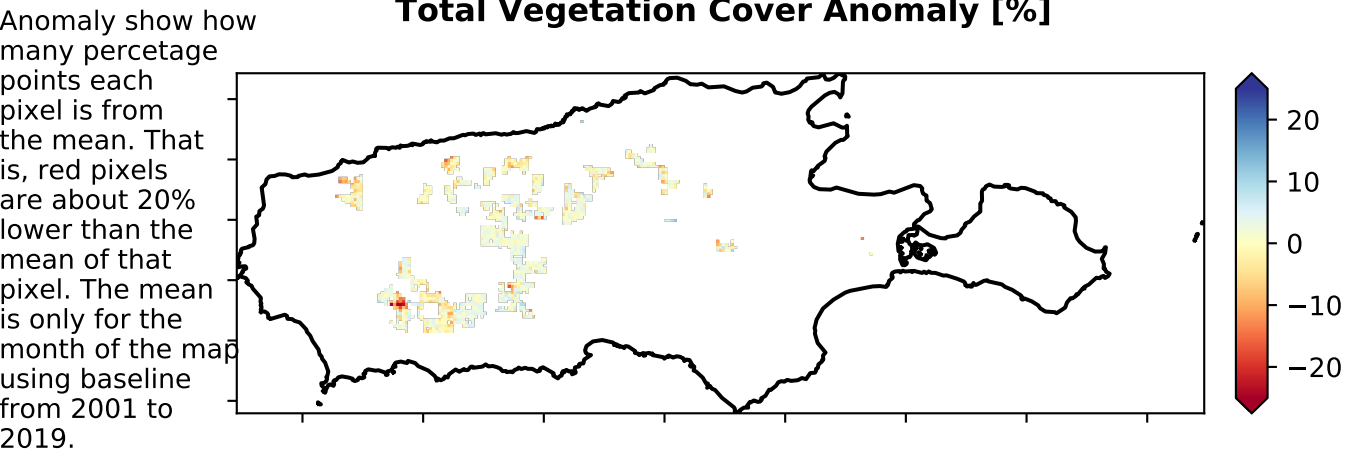 Total Vegetation Cover Anomaly [%]
Anomaly show how
many percetage
points each
pixel is from
the mean. That
is, red pixels
are about 20%
lower than the
mean of that
pixel. The mean
is only for the
month of the map
using baseline
from 2001 to
2019.
20
10
0
−10
−20